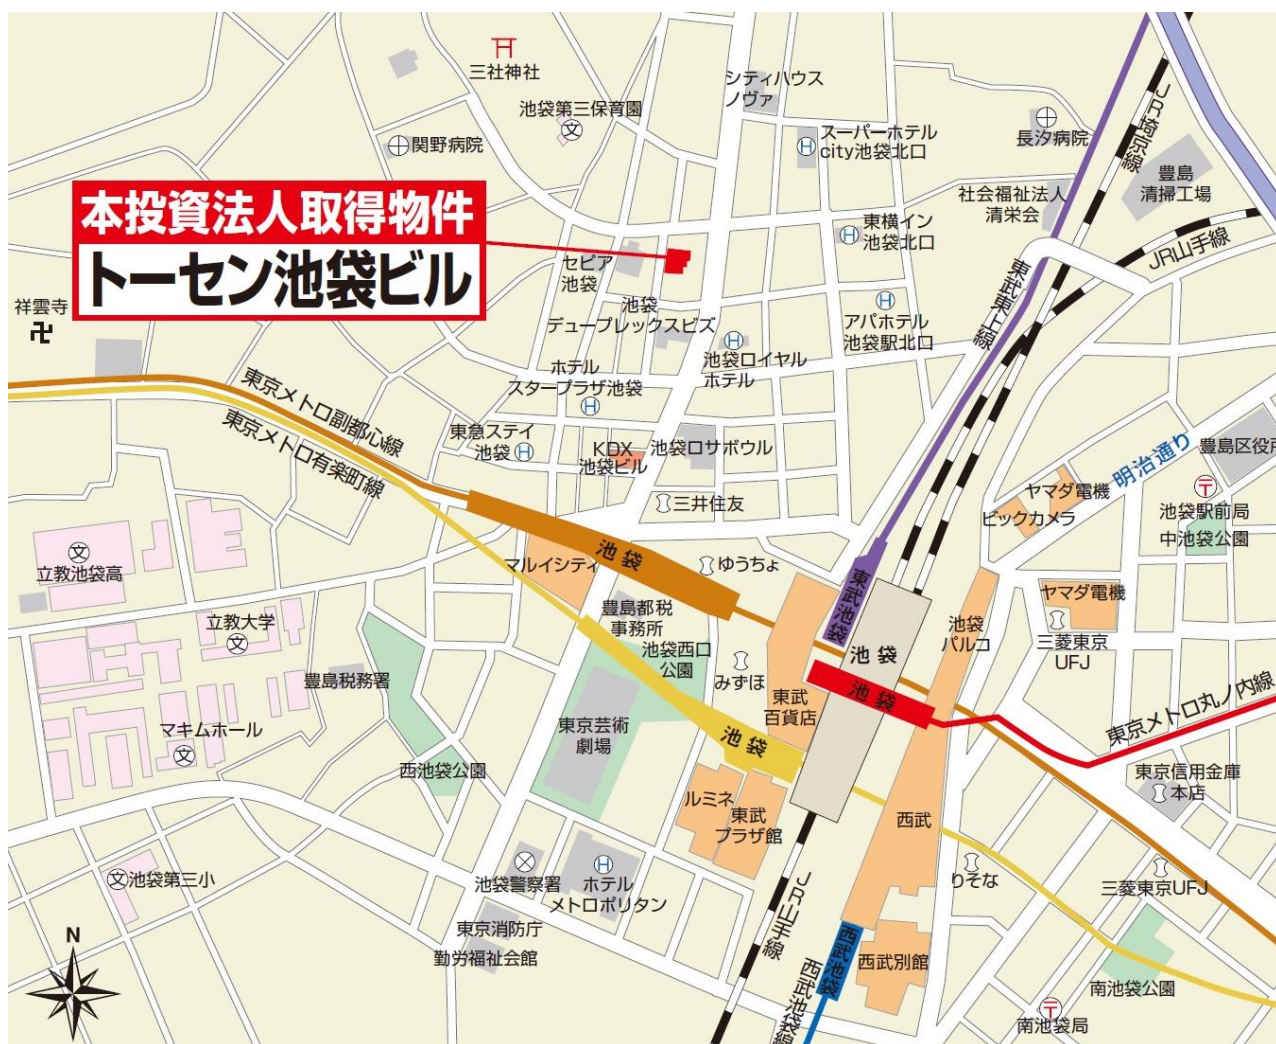 三社神社
池袋第三保育園
関野病院
シティハウス
ノヴァ
スーパーホテル
city池袋北口
長汐病院
JR埼京線
豊島
清掃工場
社会福祉法人
清栄会
東横イン
池袋北口
JR山手線
本投資法人取得物件
トーセン池袋ビル
セピア
池袋
池袋
デュープレックスビズ
祥雲寺
アパホテル
池袋駅北口
東武東上線
池袋ロイヤル
ホテル
ホテル
スタープラザ池袋
東京メトロ副都心線
東京メトロ有楽町線
東急ステイ
池袋
KDX
池袋ビル
池袋ロサボウル
三井住友
明治通り
豊島区役所
ヤマダ電機
ビックカメラ
池袋駅前局
中池袋公園
立教池袋高
マルイシティ
池袋
ゆうちょ
東武池袋
池袋
池袋
パルコ
ヤマダ電機
三菱東京
UFJ
豊島都税
事務所
池袋西口
公園
立教大学
豊島税務署
みずほ
東武
百貨店
池袋
東京メトロ丸ノ内線
マキムホール
東京芸術
劇場
池袋
西池袋公園
ルミネ
東武
プラザ館
西武
東京信用金庫
本店
池袋第三小
池袋警察署
ホテル
メトロポリタン
りそな
三菱東京UFJ
東京消防庁
勤労福祉会館
JR山手線
西武池袋線
西武池袋
西武別館
南池袋公園
南池袋局
N